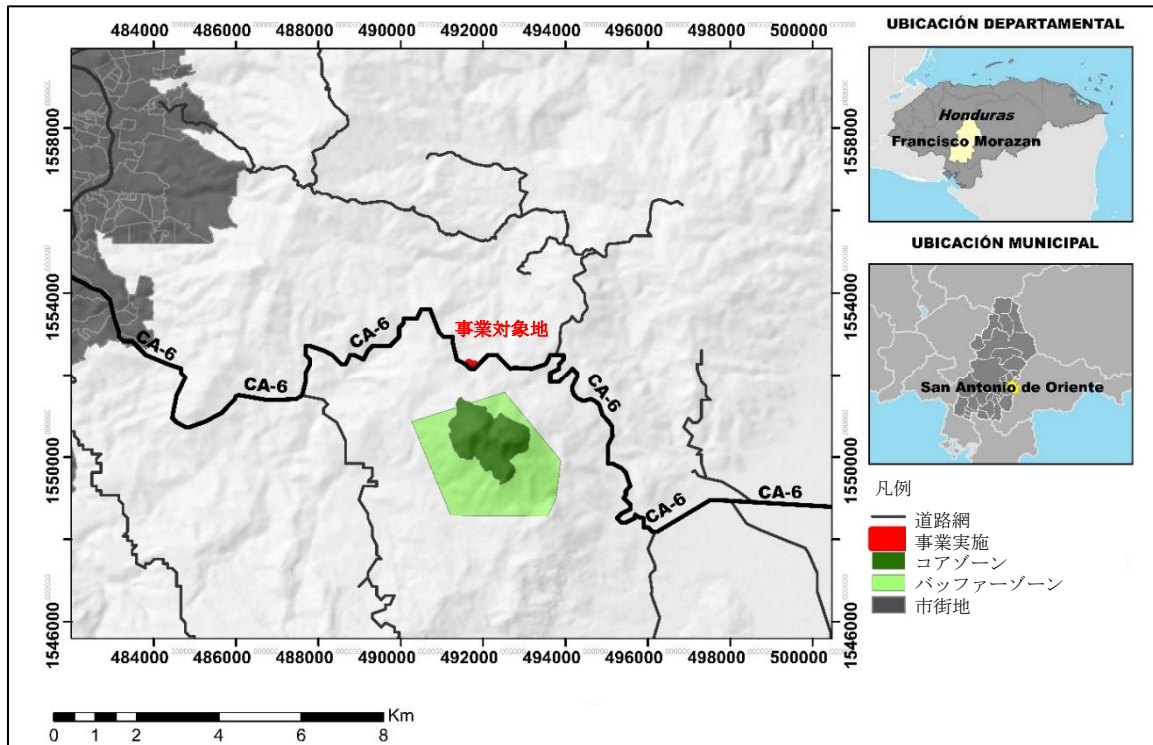 484000 486000 488000 490000 492000 494000 496000 498000 500000
1558000
1554000
1550000
1546000
CA-6
CA-6
CA-6
事業対象地
CA-6
CA-6
CA-6
1558000
1554000
1550000
1546000
484000 486000 488000 490000 492000 494000 496000 498000 500000
0 1 2 4 6 8
Km
UBICACIÓN DEPARTAMENTAL
Honduras
Francisco Morazan
UBICACIÓN MUNICIPAL
San Antonio de Oriente
凡例
道路網
事業実施
コアゾーン
バッファーゾーン
市街地